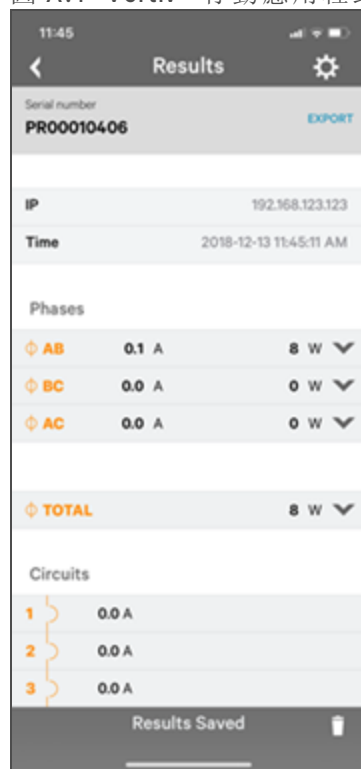 11:45
Results
Serial number
PR00010406
EXPORT
IP 192.168.123.123
Time 2018-12-13 11:45:11 AM
Phases
AB 0.1 A 8 W
BC 0.0 A 0 W
AC 0.0 A 0 W
TOTAL 8 W
Circuits
1 0.0 A
2 0.0 A
3 0.0 A
Results Saved